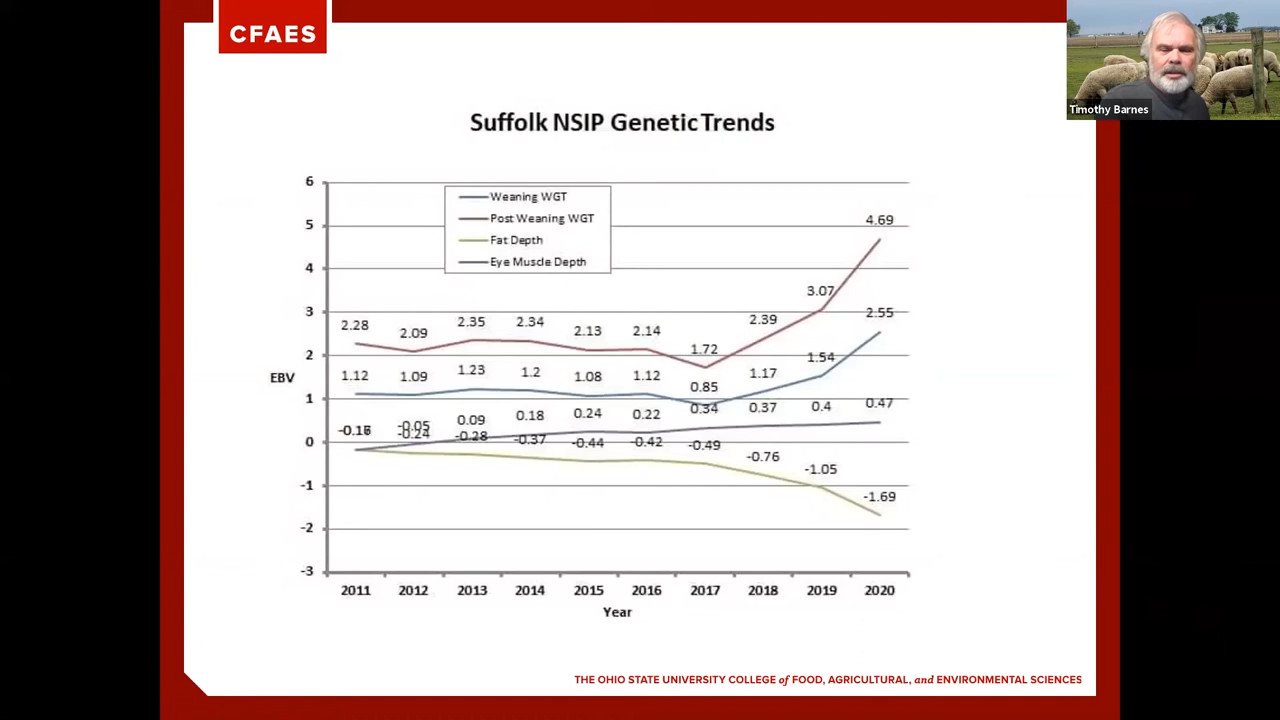 CFAES
Timothy Barnes
Suffolk NSIP Genetic Trends
Weaning WGT
Post Weaning WGT
Fat Depth
Eye Muscle Depth
6
5
4
3
2
1
0
-1
-2
-3
EBV
2.28 2.09 2.35 2.34 2.13 2.14 1.72 2.39 3.07 4.69
1.12 1.09 1.23 1.2 1.08 1.12 0.85 1.17 1.54 2.55
-0.05 0.09 0.18 0.24 0.22 0.34 0.37 0.4 0.47
-0.24 -0.28 -0.37 -0.44 -0.42 -0.49 -0.76 -1.05 -1.69
2011 2012 2013 2014 2015 2016 2017 2018 2019 2020
Year
THE OHIO STATE UNIVERSITY COLLEGE of FOOD, AGRICULTURAL, and ENVIRONMENTAL SCIENCES